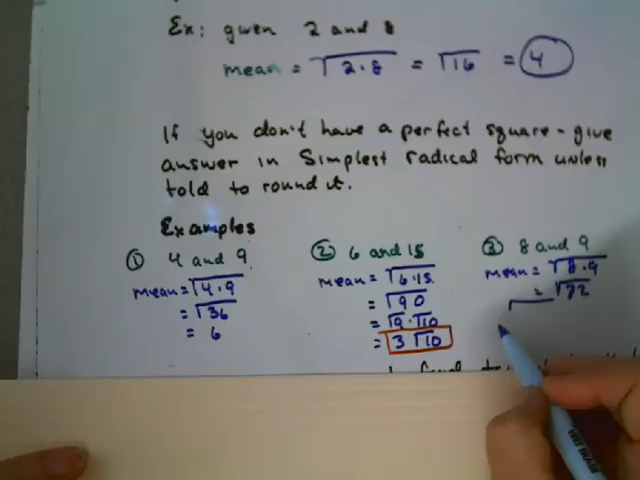 Ex: given 2 and 8
mean = √2·8 = √16 = 4
If you don't have a perfect square - give
answer in simplest radical form unless
told to round it.
Examples
① 4 and 9
mean = √4·9
= √36
= 6
② 6 and 15
mean = √6·15
= √90
= √9·√10
= 3√10
③ 8 and 9
mean = √8·9
= √72